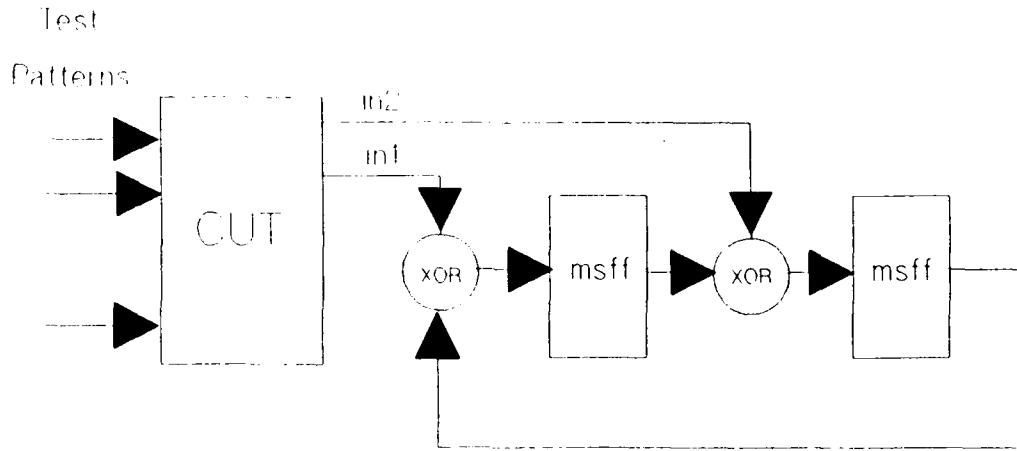 Test
Patterns
in2
in1
CUT
XOR
msff
XOR
msff